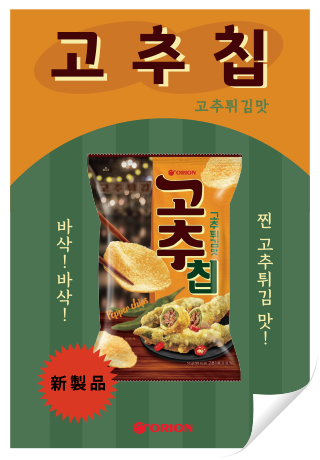 고추칩
고추튀김맛
ORION
고추칩
고추튀김맛
Pepper chips
바삭! 바삭!
찐 고추튀김 맛!
新製品
ORION